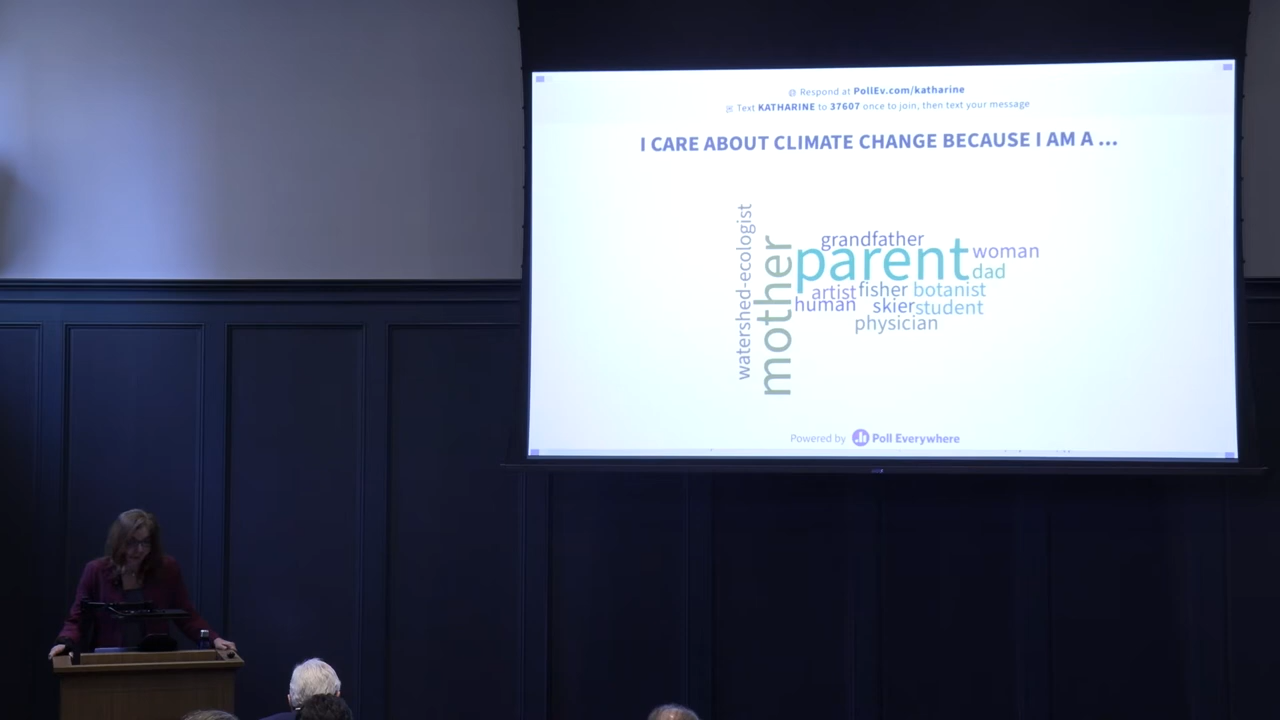 Respond at PollEv.com/katharine
Text KATHARINE to 37607 once to join, then text your message
I CARE ABOUT CLIMATE CHANGE BECAUSE I AM A ...
watershed-ecologist
mother
grandfather
parent
woman
dad
artist
fisher
botanist
human
skier
student
physician
Powered by Poll Everywhere